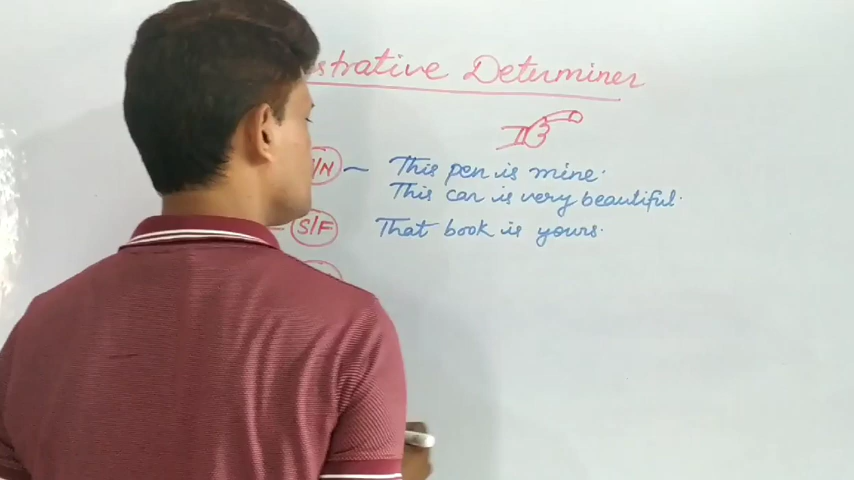 strative Determiner
/N ~ This pen is mine.
This car is very beautiful.
S/F That book is yours.